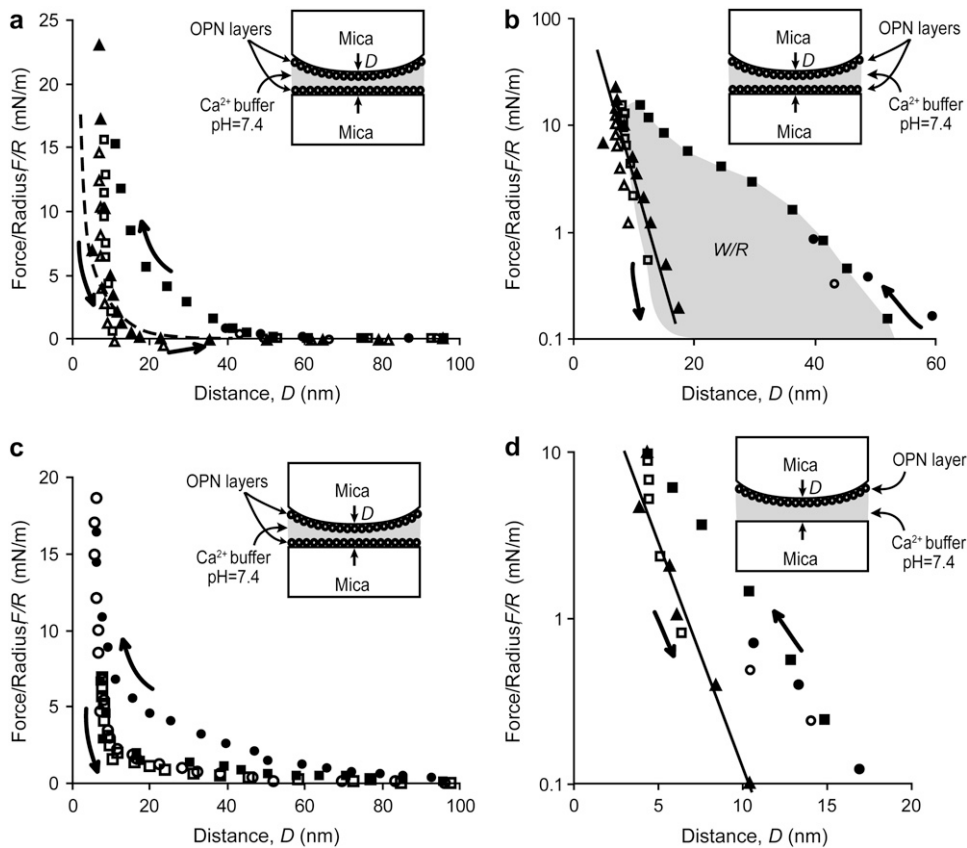 a
25
20
15
10
5
0
0
20
40
60
80
100
Force/Radius F/R (mN/m)
Distance, D (nm)
OPN layers
Ca²⁺ buffer
pH=7.4
Mica
D
Mica
b
100
10
1
0.1
0
20
40
60
Force/Radius F/R (mN/m)
Distance, D (nm)
W/R
Mica
D
Mica
OPN layers
Ca²⁺ buffer
pH=7.4
c
20
15
10
5
0
0
20
40
60
80
100
Force/Radius F/R (mN/m)
Distance, D (nm)
OPN layers
Ca²⁺ buffer
pH=7.4
Mica
D
Mica
d
10
1
0.1
0
5
10
15
20
Force/Radius F/R (mN/m)
Distance, D (nm)
Mica
D
Mica
OPN layer
Ca²⁺ buffer
pH=7.4